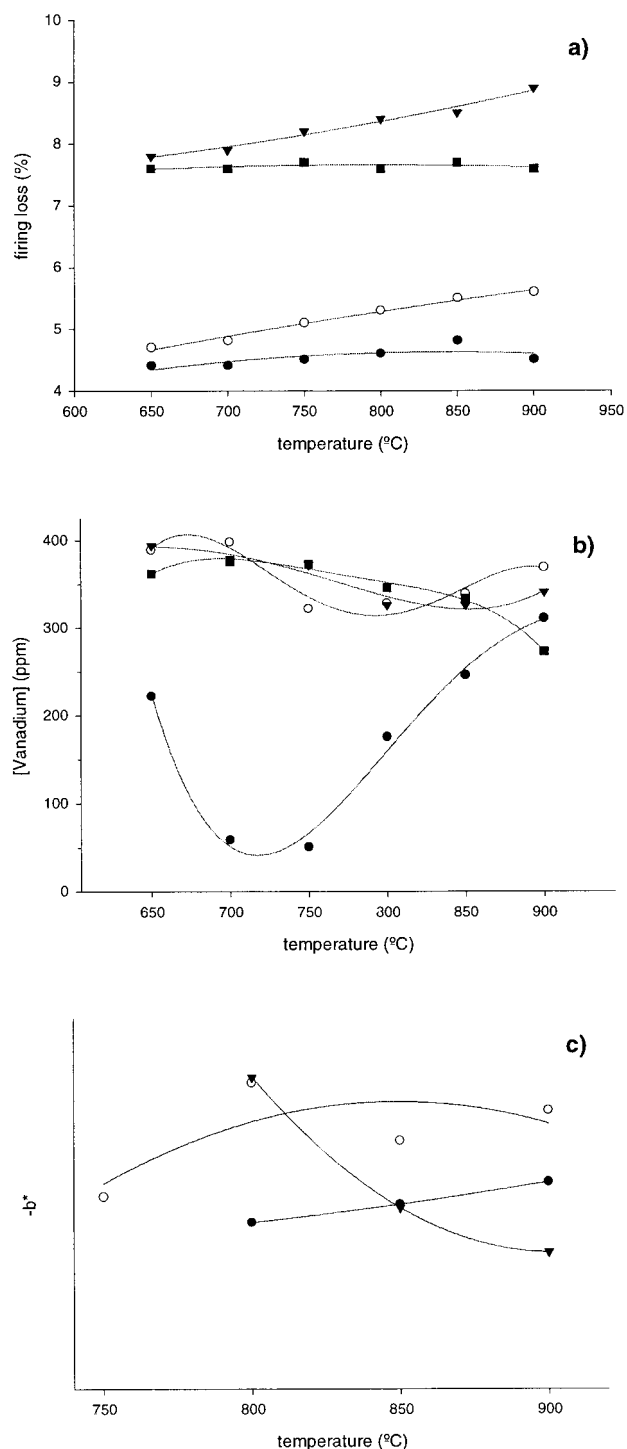 a)
10
9
8
7
6
5
4
firing loss (%)
600 650 700 750 800 850 900 950
temperature (ºC)
b)
400
300
200
100
0
[Vanadium] (ppm)
650 700 750 300 850 900
temperature (ºC)
c)
-b*
750 800 850 900
temperature (ºC)